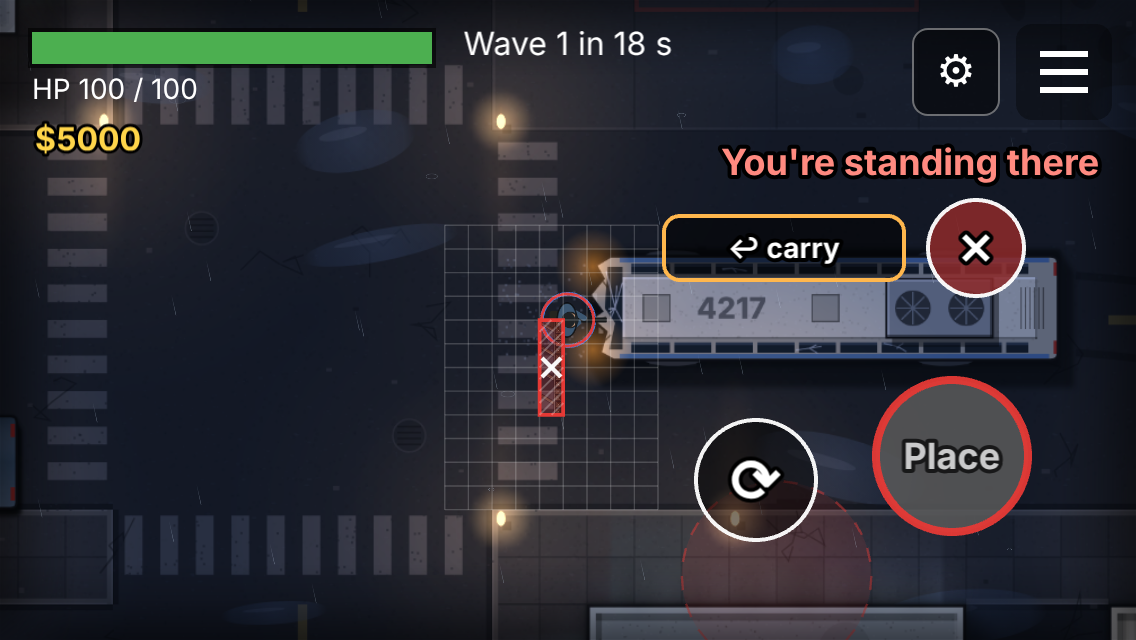 Wave 1 in 18 s
HP 100 / 100
$5000
You're standing there
↩ carry
4217
Place